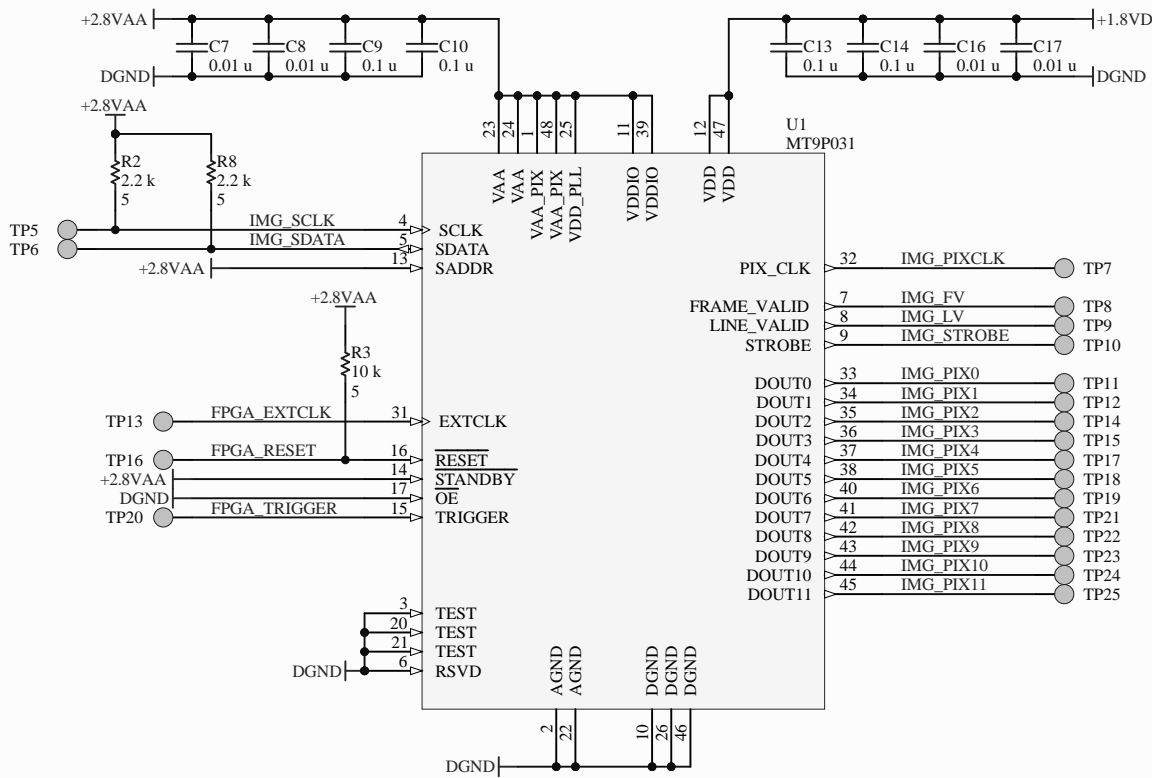 +2.8VAA
C7
0.01 u
C8
0.01 u
C9
0.1 u
C10
0.1 u
DGND
C13
0.1 u
C14
0.1 u
C16
0.01 u
C17
0.01 u
+1.8VD
DGND
+2.8VAA
R2
2.2 k
5
R8
2.2 k
5
23
24
1
48
25
11
39
12
47
U1
MT9P031
VAA
VAA
VAA_PIX
VAA_PIX
VDD_PLL
VDDIO
VDDIO
VDD
VDD
TP5 IMG_SCLK 4 SCLK
TP6 IMG_SDATA 5 SDATA
+2.8VAA 13 SADDR
PIX_CLK 32 IMG_PIXCLK TP7
+2.8VAA
R3
10 k
5
FRAME_VALID 7 IMG_FV TP8
LINE_VALID 8 IMG_LV TP9
STROBE 9 IMG_STROBE TP10
TP13 FPGA_EXTCLK 31 EXTCLK
TP16 FPGA_RESET 16 RESET
+2.8VAA 14 STANDBY
DGND 17 OE
TP20 FPGA_TRIGGER 15 TRIGGER
DOUT0 33 IMG_PIX0 TP11
DOUT1 34 IMG_PIX1 TP12
DOUT2 35 IMG_PIX2 TP14
DOUT3 36 IMG_PIX3 TP15
DOUT4 37 IMG_PIX4 TP17
DOUT5 38 IMG_PIX5 TP18
DOUT6 40 IMG_PIX6 TP19
DOUT7 41 IMG_PIX7 TP21
DOUT8 42 IMG_PIX8 TP22
DOUT9 43 IMG_PIX9 TP23
DOUT10 44 IMG_PIX10 TP24
DOUT11 45 IMG_PIX11 TP25
3 TEST
20 TEST
21 TEST
DGND 6 RSVD
AGND
AGND
DGND
DGND
DGND
2
22
10
26
46
DGND